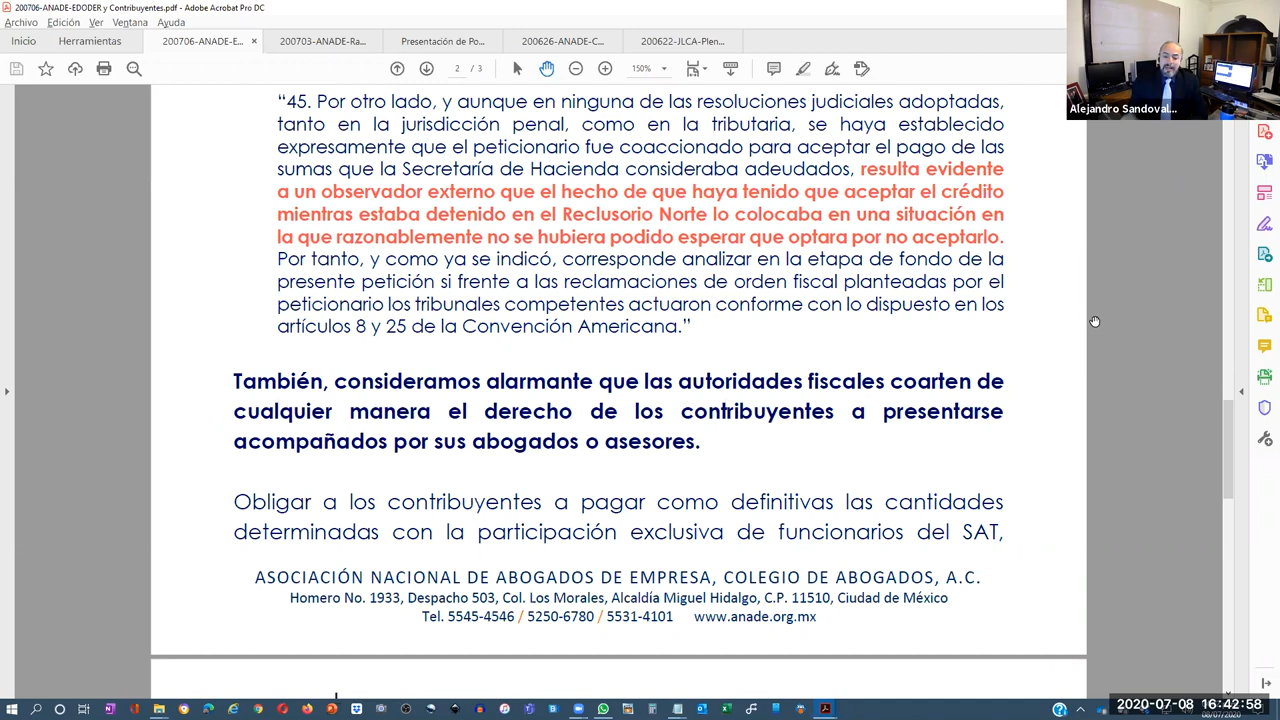 200706-ANADE-EDODER y Contribuyentes.pdf - Adobe Acrobat Pro DC
Archivo Edición Ver Ventana Ayuda
Inicio Herramientas 200706-ANADE-E... × 200703-ANADE-Ra... Presentación de Po... 200626-ANADE-C... 200622-JLCA-Plen...
2 / 3 150%
Alejandro Sandoval...
“45. Por otro lado, y aunque en ninguna de las resoluciones judiciales adoptadas,
tanto en la jurisdicción penal, como en la tributaria, se haya establecido
expresamente que el peticionario fue coaccionado para aceptar el pago de las
sumas que la Secretaría de Hacienda consideraba adeudados, resulta evidente
a un observador externo que el hecho de que haya tenido que aceptar el crédito
mientras estaba detenido en el Reclusorio Norte lo colocaba en una situación en
la que razonablemente no se hubiera podido esperar que optara por no aceptarlo.
Por tanto, y como ya se indicó, corresponde analizar en la etapa de fondo de la
presente petición si frente a las reclamaciones de orden fiscal planteadas por el
peticionario los tribunales competentes actuaron conforme con lo dispuesto en los
artículos 8 y 25 de la Convención Americana.”
También, consideramos alarmante que las autoridades fiscales coarten de
cualquier manera el derecho de los contribuyentes a presentarse
acompañados por sus abogados o asesores.
Obligar a los contribuyentes a pagar como definitivas las cantidades
determinadas con la participación exclusiva de funcionarios del SAT,
ASOCIACIÓN NACIONAL DE ABOGADOS DE EMPRESA, COLEGIO DE ABOGADOS, A.C.
Homero No. 1933, Despacho 503, Col. Los Morales, Alcaldía Miguel Hidalgo, C.P. 11510, Ciudad de México
Tel. 5545-4546 / 5250-6780 / 5531-4101 www.anade.org.mx
2020-07-08 16:42:58
08/07/2020